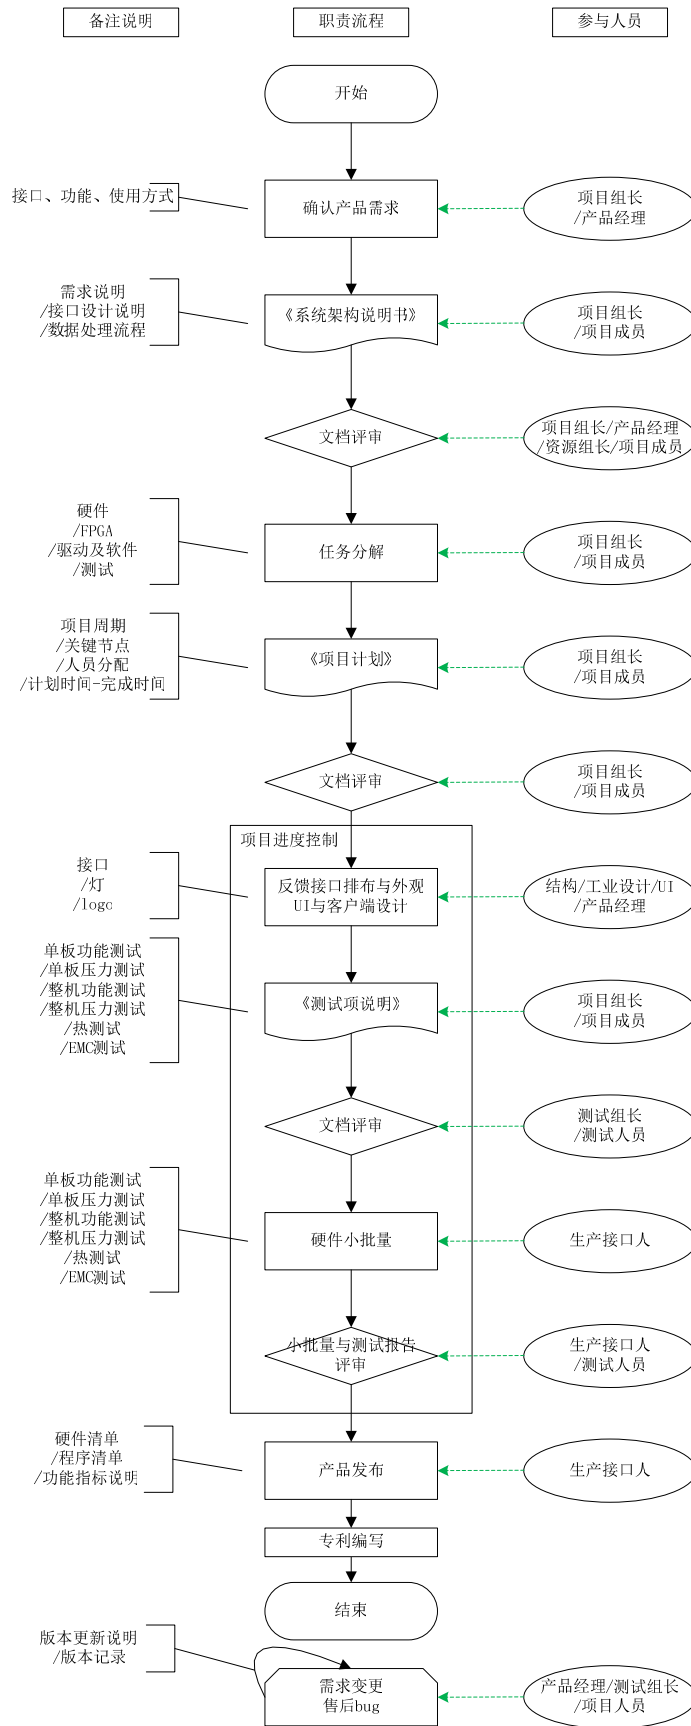 备注说明
职责流程
参与人员
开始
接口、功能、使用方式
确认产品需求
项目组长
/产品经理
需求说明
/接口设计说明
/数据处理流程
《系统架构说明书》
项目组长
/项目成员
文档评审
项目组长/产品经理
/资源组长/项目成员
硬件
/FPGA
/驱动及软件
/测试
任务分解
项目组长
/项目成员
项目周期
/关键节点
/人员分配
/计划时间-完成时间
《项目计划》
项目组长
/项目成员
文档评审
项目组长
/项目成员
项目进度控制
接口
/灯
/logo
反馈接口排布与外观
UI与客户端设计
结构/工业设计/UI
/产品经理
单板功能测试
/单板压力测试
/整机功能测试
/整机压力测试
/热测试
/EMC测试
《测试项说明》
项目组长
/项目成员
文档评审
测试组长
/测试人员
单板功能测试
/单板压力测试
/整机功能测试
/整机压力测试
/热测试
/EMC测试
硬件小批量
生产接口人
小批量与测试报告
评审
生产接口人
/测试人员
硬件清单
/程序清单
/功能指标说明
产品发布
生产接口人
专利编写
结束
版本更新说明
/版本记录
需求变更
售后bug
产品经理/测试组长
/项目人员